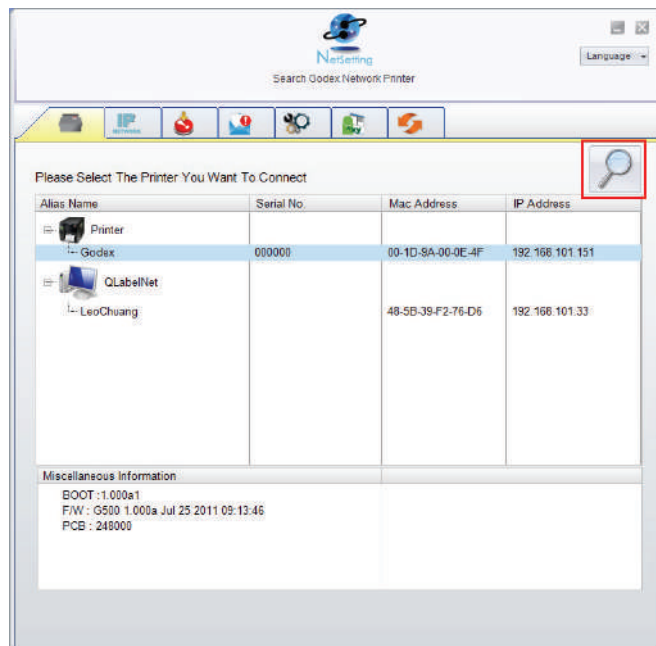 NetSetting
Language
Search Godex Network Printer
IP
NETWORK
Please Select The Printer You Want To Connect
Alias Name Serial No. Mac Address IP Address
Printer
Godex 000000 00-1D-9A-00-0E-4F 192.168.101.151
QLabelNet
LeoChuang 48-5B-39-F2-76-D6 192.168.101.33
Miscellaneous Information
BOOT :1.000a1
F/W : G500 1.000a Jul 25 2011 09:13:46
PCB : 248000